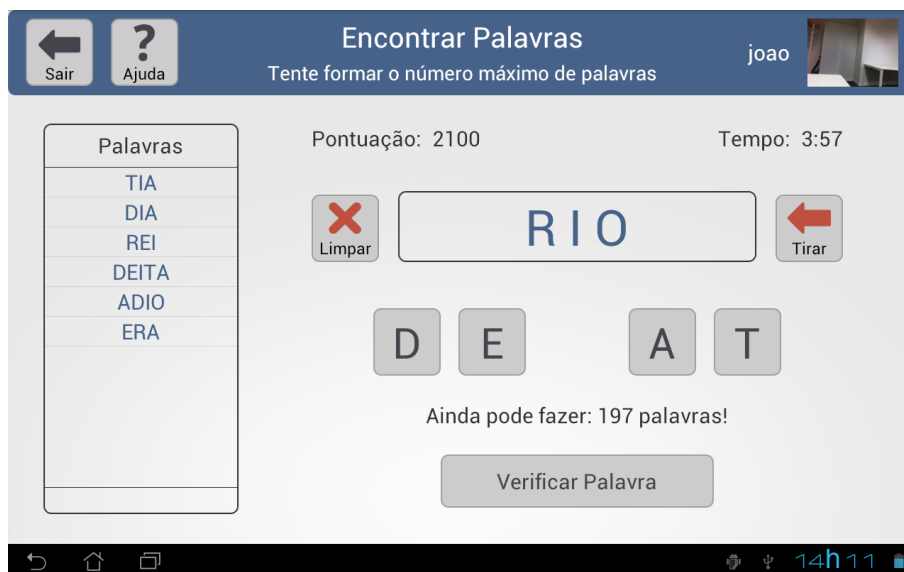 Encontrar Palavras
Tente formar o número máximo de palavras
joao
Sair
Ajuda
Palavras
TIA
DIA
REI
DEITA
ADIO
ERA
Pontuação: 2100
Tempo: 3:57
Limpar
RIO
Tirar
D E A T
Ainda pode fazer: 197 palavras!
Verificar Palavra
14h11